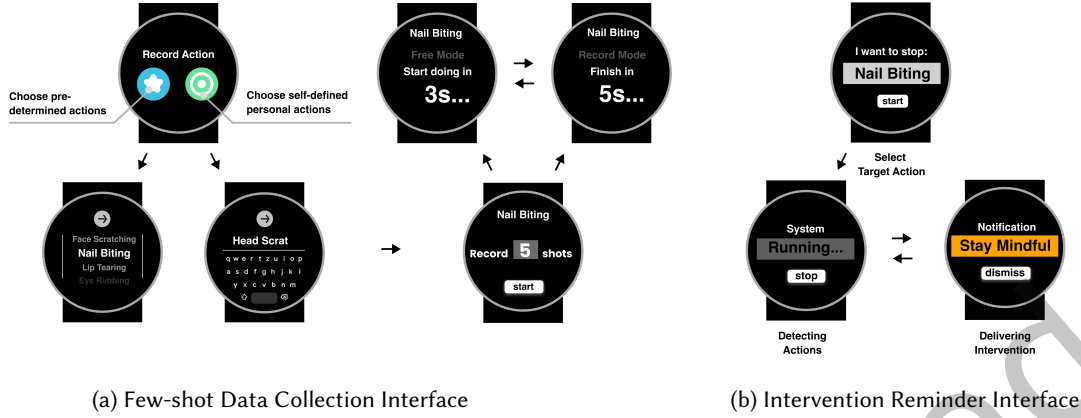 Record Action
Choose pre-
determined actions
Choose self-defined
personal actions
Face Scratching
Nail Biting
Lip Tearing
Eye Rubbing
Head Scrat
q w e r t z u i o p
a s d f g h j k l
y x c v b n m
Nail Biting
Free Mode
Start doing in
3s...
Nail Biting
Record Mode
Finish in
5s...
Nail Biting
Record 5 shots
start
(a) Few-shot Data Collection Interface
I want to stop:
Nail Biting
start
Select
Target Action
System
Running...
stop
Detecting
Actions
Notification
Stay Mindful
dismiss
Delivering
Intervention
(b) Intervention Reminder Interface